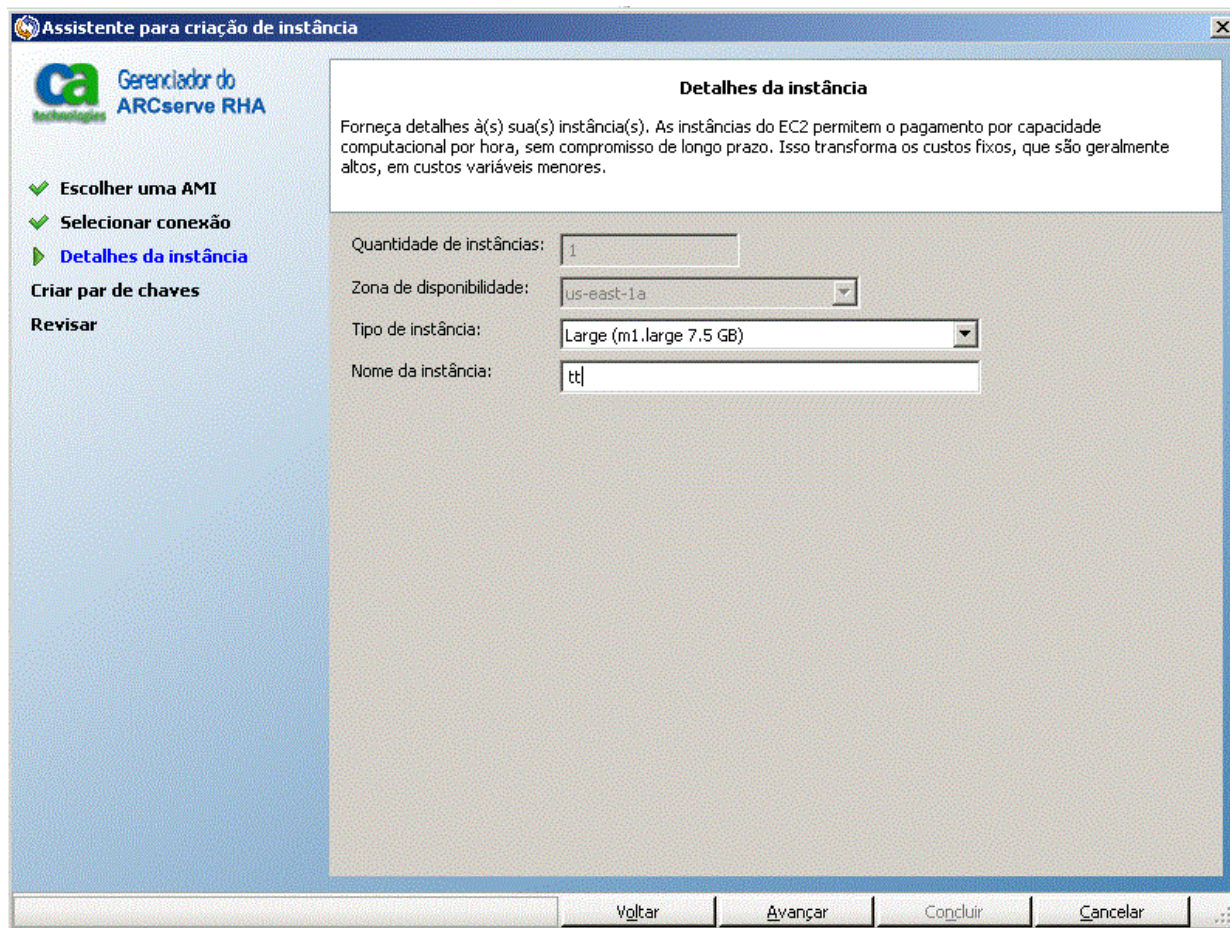 Assistente para criação de instância
ca
technologies
Gerenciador do
ARCserve RHA
Escolher uma AMI
Selecionar conexão
Detalhes da instância
Criar par de chaves
Revisar
Detalhes da instância
Forneça detalhes à(s) sua(s) instância(s). As instâncias do EC2 permitem o pagamento por capacidade
computacional por hora, sem compromisso de longo prazo. Isso transforma os custos fixos, que são geralmente
altos, em custos variáveis menores.
Quantidade de instâncias: 1
Zona de disponibilidade: us-east-1a
Tipo de instância: Large (m1.large 7.5 GB)
Nome da instância: tt
Voltar Avançar Concluir Cancelar